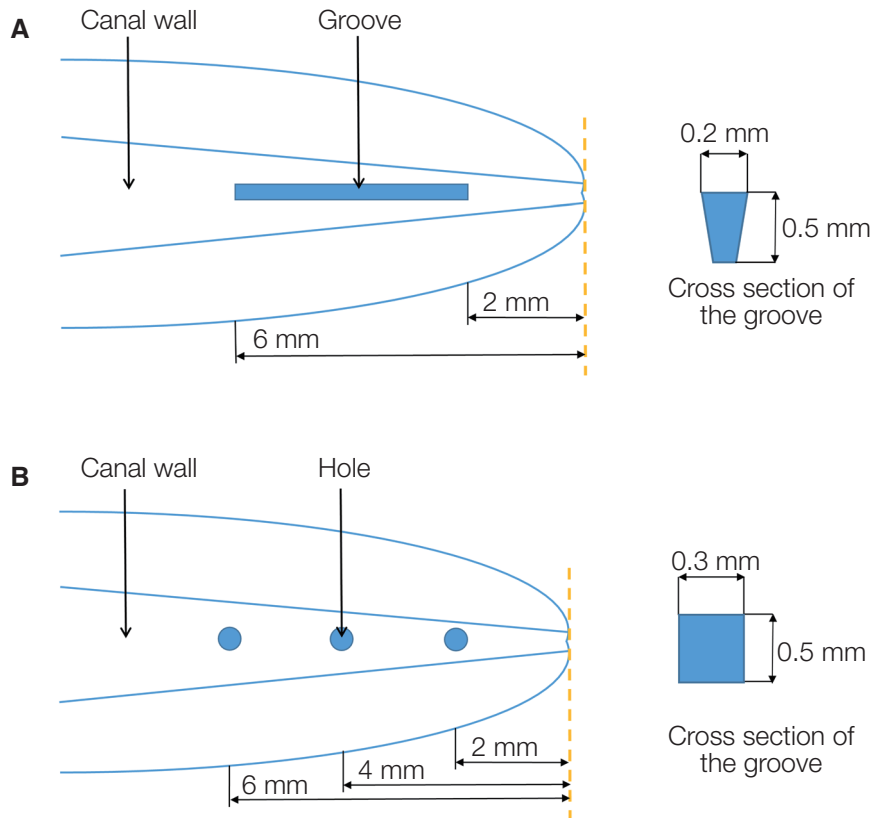 A
Canal wall
Groove
0.2 mm
0.5 mm
Cross section of
the groove
2 mm
6 mm
B
Canal wall
Hole
0.3 mm
0.5 mm
Cross section of
the groove
2 mm
4 mm
6 mm